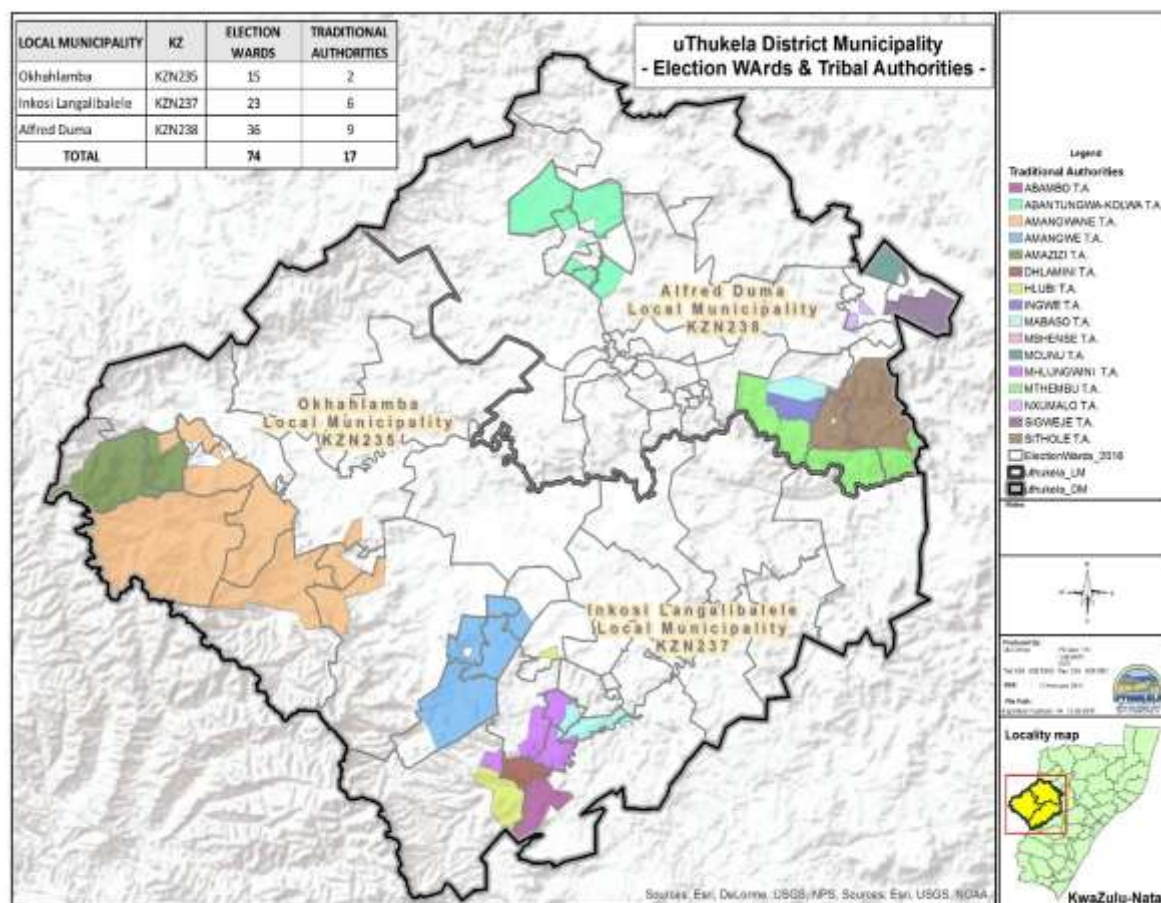 LOCAL MUNICIPALITY KZ ELECTION WARDS TRADITIONAL AUTHORITIES
Okhahlamba KZN235 15 2
Inkosi Langalibalele KZN237 23 6
Alfred Duma KZN238 36 9
TOTAL 74 17
uThukela District Municipality
- Election WArds & Tribal Authorities -
Alfred Duma
Local Municipality
KZN238
Okhahlamba
Local Municipality
KZN235
Inkosi Langalibalele
Local Municipality
KZN237
Sources: Esri, DeLorme, USGS, NPS, Sources: Esri, USGS, NOAA
Legend
Traditional Authorities
ABAMBO T.A.
ABANTUNGWA-KOLWA T.A.
AMANGWANE T.A.
AMANGWE T.A.
AMAZIZI T.A.
DHLAMINI T.A.
HLUBI T.A.
INGWE T.A.
MABASO T.A.
T.A.
MCUNU T.A.
MHLUNGWINI T.A.
MTHEMBU T.A.
NXUMALO T.A.
SIGWEJE T.A.
SITHOLE T.A.
ElectionWards_2016
uthukela_LM
uthukela_DM
Locality map
KwaZulu-Natal